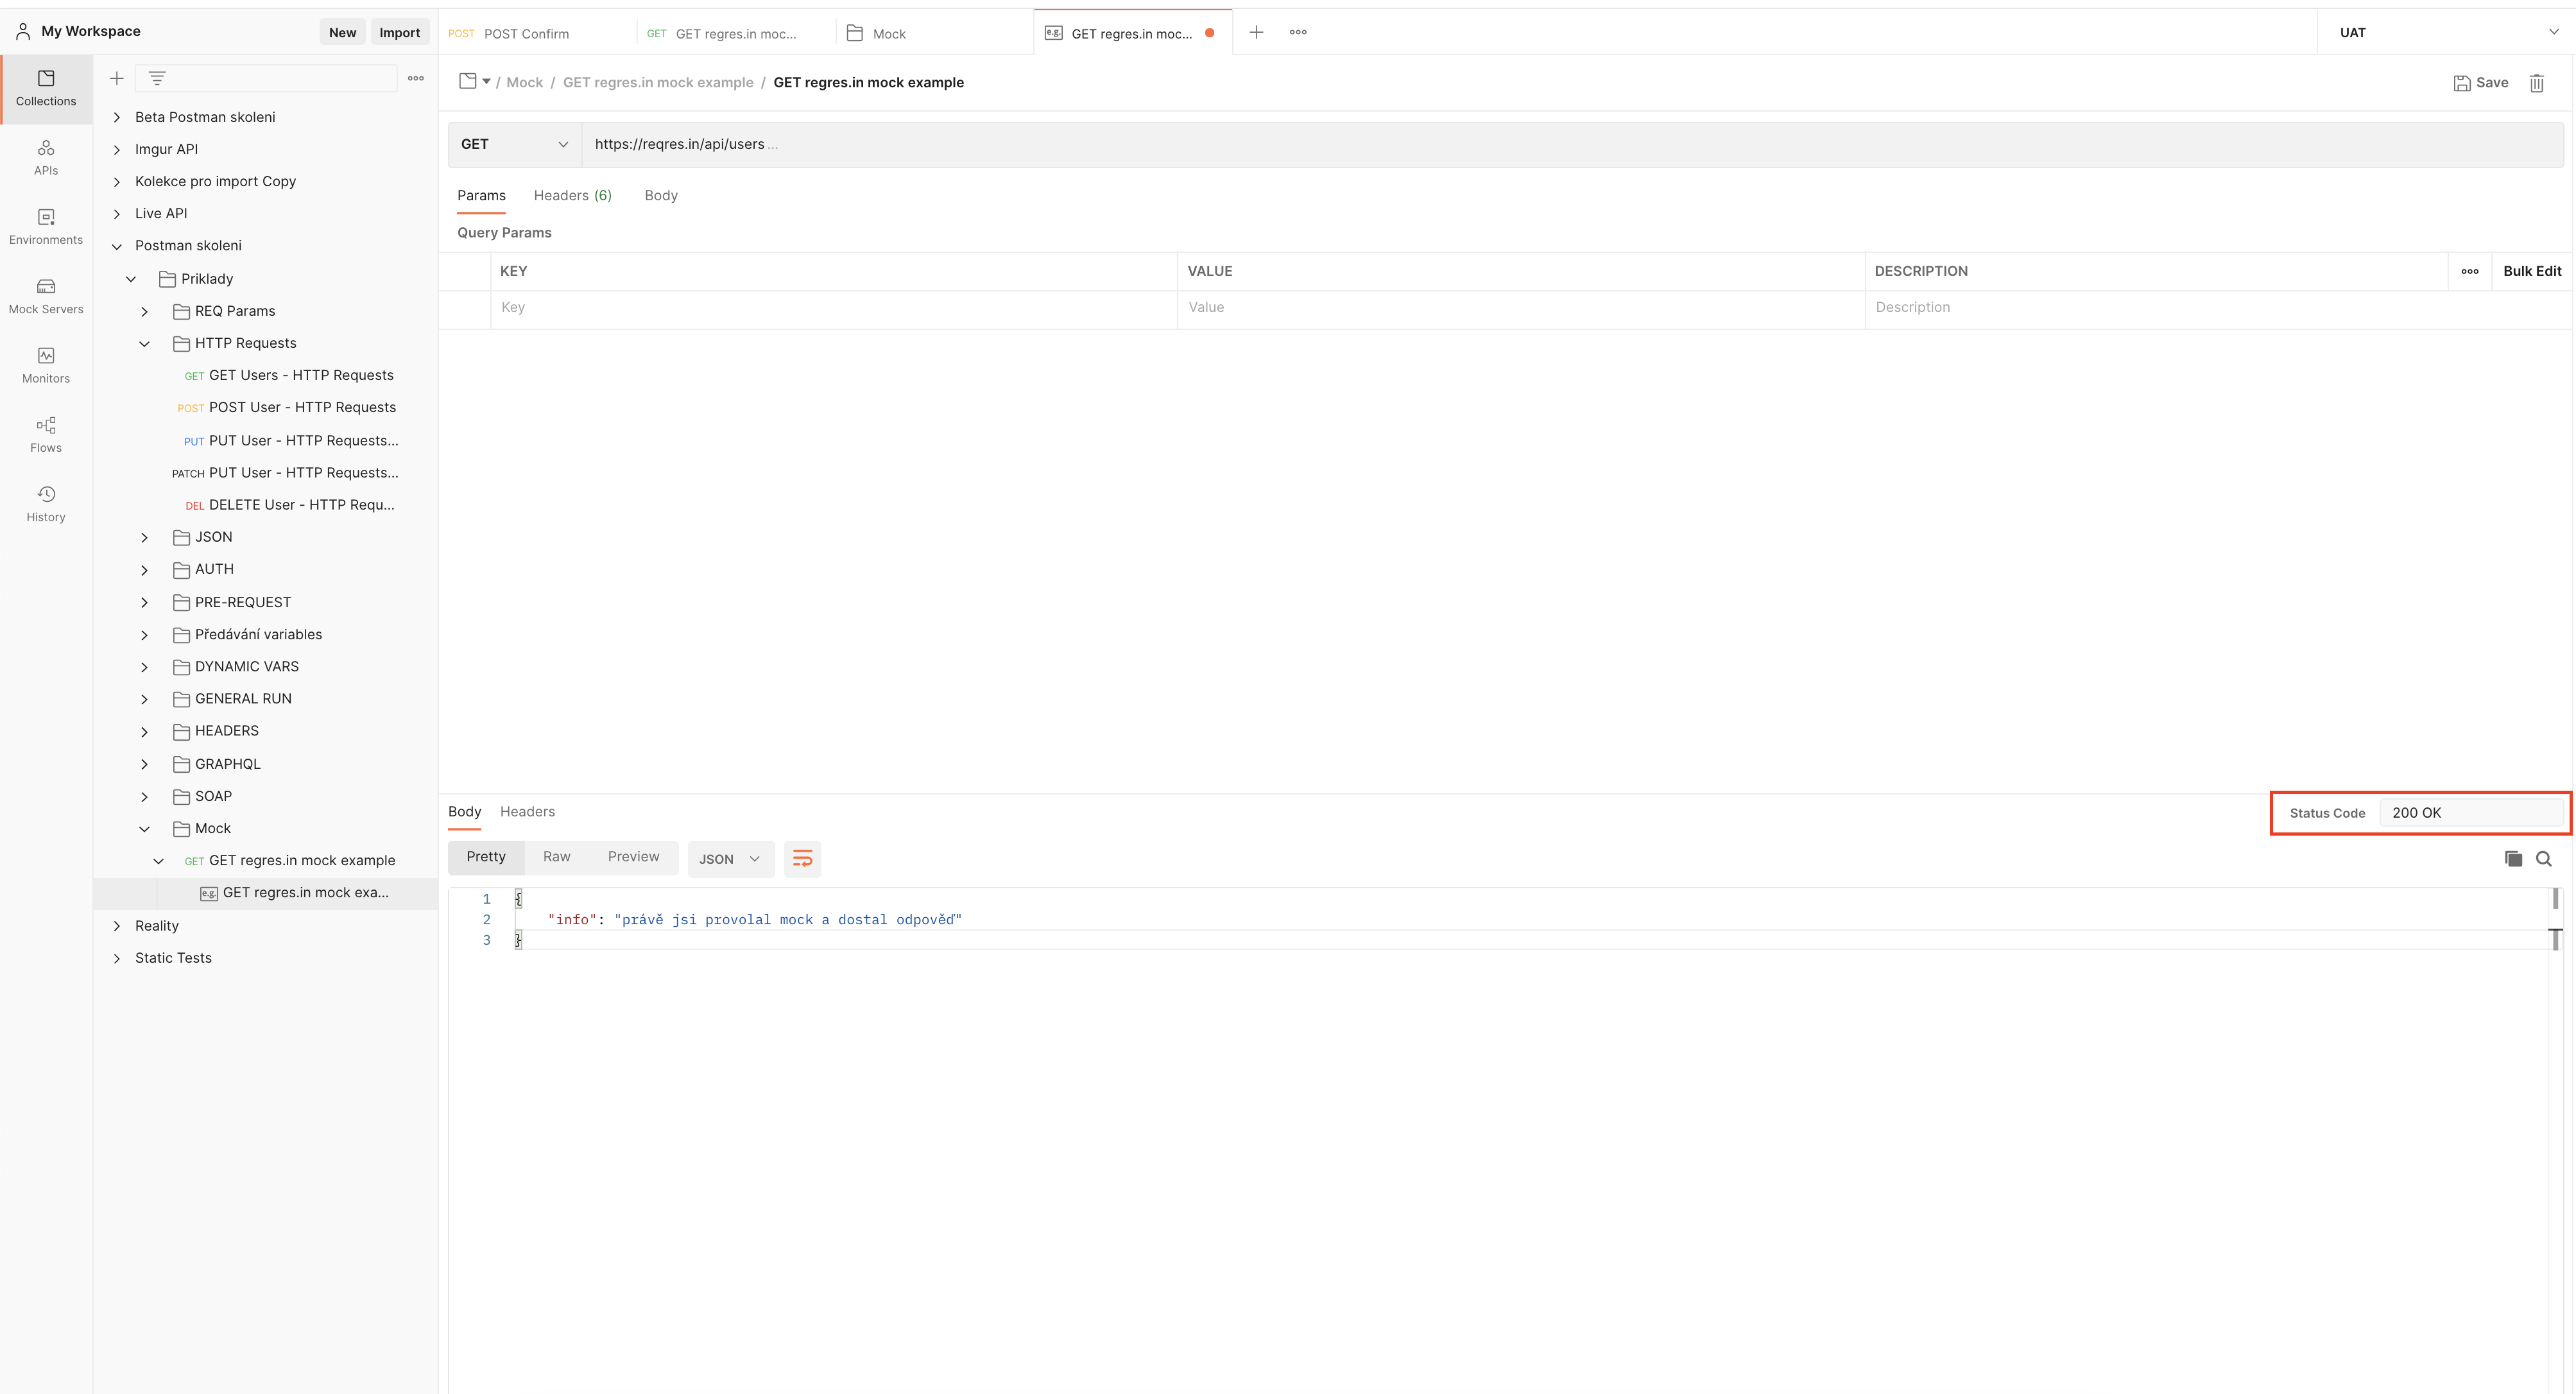 My Workspace
New
Import
POST POST Confirm
GET GET regres.in moc...
Mock
e.g. GET regres.in moc...
UAT
Collections
APIs
Environments
Mock Servers
Monitors
Flows
History
Beta Postman skoleni
Imgur API
Kolekce pro import Copy
Live API
Postman skoleni
Priklady
REQ Params
HTTP Requests
GET GET Users - HTTP Requests
POST POST User - HTTP Requests
PUT PUT User - HTTP Requests...
PATCH PUT User - HTTP Requests...
DEL DELETE User - HTTP Requ...
JSON
AUTH
PRE-REQUEST
Předávání variables
DYNAMIC VARS
GENERAL RUN
HEADERS
GRAPHQL
SOAP
Mock
GET GET regres.in mock example
e.g. GET regres.in mock exa...
Reality
Static Tests
/ Mock / GET regres.in mock example / GET regres.in mock example
Save
GET https://reqres.in/api/users ...
Params Headers (6) Body
Query Params
KEY VALUE DESCRIPTION Bulk Edit
Key Value Description
Body Headers
Status Code 200 OK
Pretty Raw Preview JSON
1 {
2 "info": "právě jsi provolal mock a dostal odpověď"
3 }